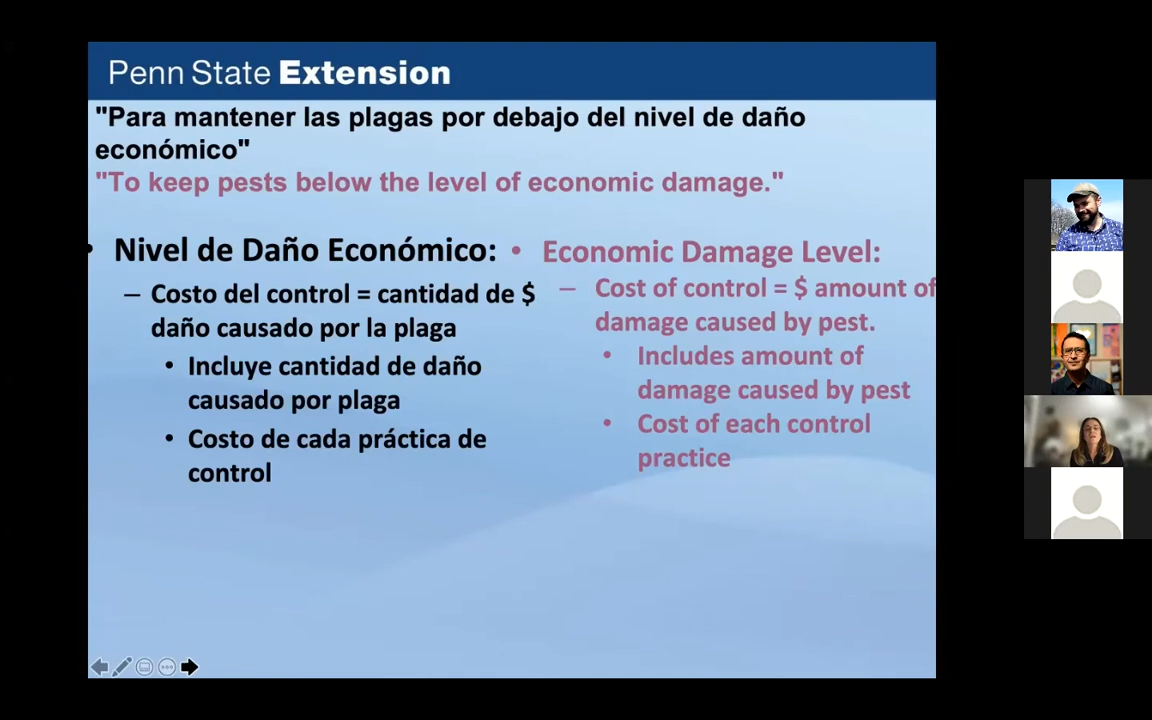 Penn State Extension
"Para mantener las plagas por debajo del nivel de daño
económico"
"To keep pests below the level of economic damage."
• Nivel de Daño Económico:
– Costo del control = cantidad de $
daño causado por la plaga
• Incluye cantidad de daño
causado por plaga
• Costo de cada práctica de
control
• Economic Damage Level:
– Cost of control = $ amount of
damage caused by pest.
• Includes amount of
damage caused by pest
• Cost of each control
practice